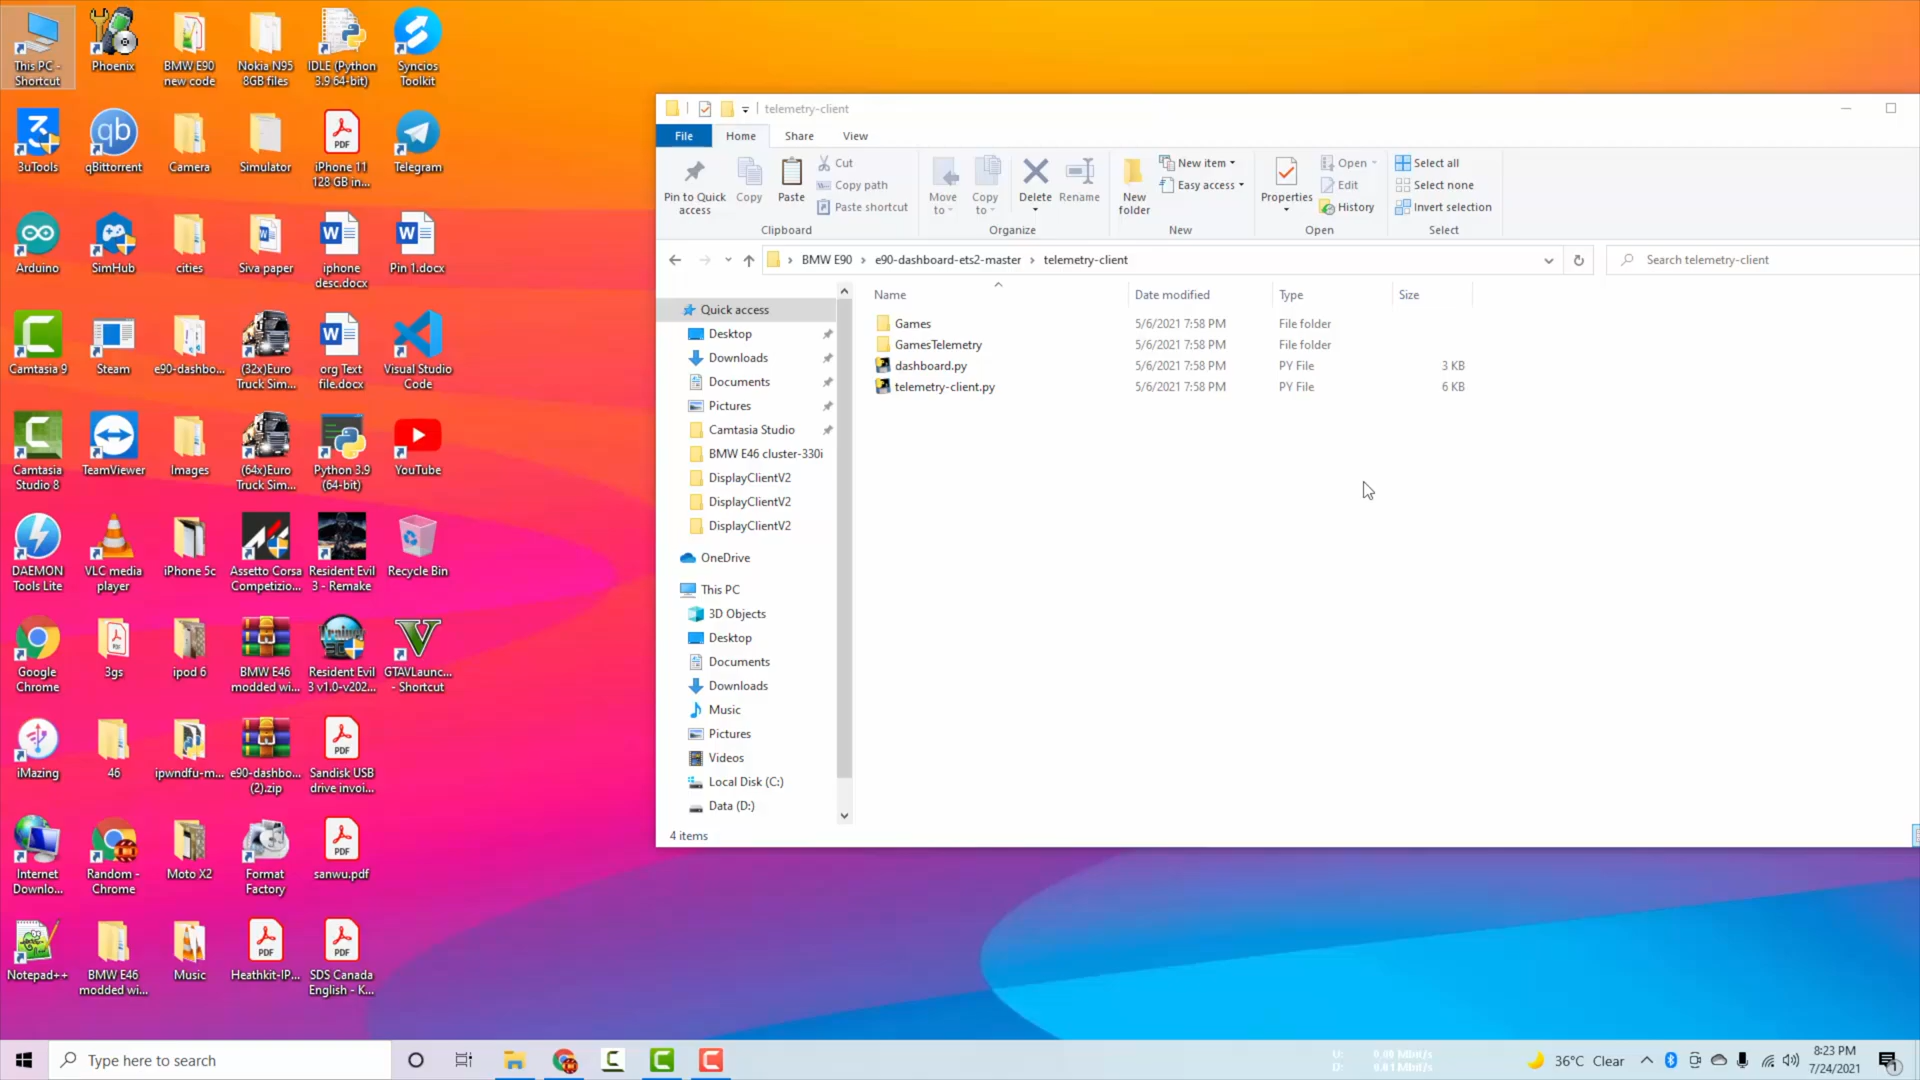 This PC -
Shortcut
Phoenix
BMW E90
new code
Nokia N95
8GB files
IDLE (Python
3.9 64-bit)
Syncios
Toolkit
3uTools
qBittorrent
Camera
Simulator
PDF
iPhone 11
128 GB in...
Telegram
Arduino
SimHub
cities
Siva paper
iphone
desc.docx
Pin 1.docx
Camtasia 9
Steam
e90-dashbo...
(32x)Euro
Truck Sim...
org Text
file.docx
Visual Studio
Code
Camtasia
Studio 8
TeamViewer
Images
(64x)Euro
Truck Sim...
Python 3.9
(64-bit)
YouTube
DAEMON
Tools Lite
VLC media
player
iPhone 5c
Assetto Corsa
Competizio...
Resident Evil
3 - Remake
Recycle Bin
Google
Chrome
3gs
ipod 6
BMW E46
modded wi...
Resident Evil
3 v1.0-v202...
GTAVLaunc...
- Shortcut
iMazing
46
ipwndfu-m...
e90-dashbo...
(2).zip
Sandisk USB
drive invoi...
Internet
Downlo...
Random -
Chrome
Moto X2
Format
Factory
PDF
sanwu.pdf
Notepad++
BMW E46
modded wi...
Music
PDF
Heathkit-IP...
PDF
SDS Canada
English - K...
telemetry-client
File
Home
Share
View
Pin to Quick
access
Copy
Paste
Cut
Copy path
Paste shortcut
Clipboard
Move
to
Copy
to
Delete
Rename
Organize
New
folder
New item
Easy access
New
Properties
Open
Edit
History
Open
Select all
Select none
Invert selection
Select
BMW E90 › e90-dashboard-ets2-master › telemetry-client
Search telemetry-client
Quick access
Desktop
Downloads
Documents
Pictures
Camtasia Studio
BMW E46 cluster-330i
DisplayClientV2
DisplayClientV2
DisplayClientV2
OneDrive
This PC
3D Objects
Desktop
Documents
Downloads
Music
Pictures
Videos
Local Disk (C:)
Data (D:)
Name Date modified Type Size
Games 5/6/2021 7:58 PM File folder
GamesTelemetry 5/6/2021 7:58 PM File folder
dashboard.py 5/6/2021 7:58 PM PY File 3 KB
telemetry-client.py 5/6/2021 7:58 PM PY File 6 KB
4 items
Type here to search
U: 0.09 Mbit/s
D: 0.01 Mbit/s
36°C Clear
8:23 PM
7/24/2021
1